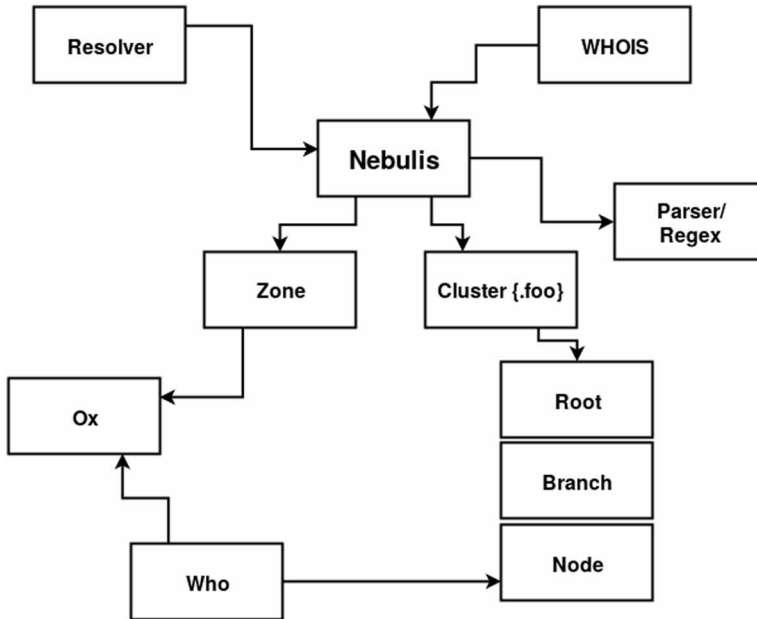 Resolver
WHOIS
Nebulis
Parser/
Regex
Zone
Cluster {.foo}
Root
Ox
Branch
Node
Who